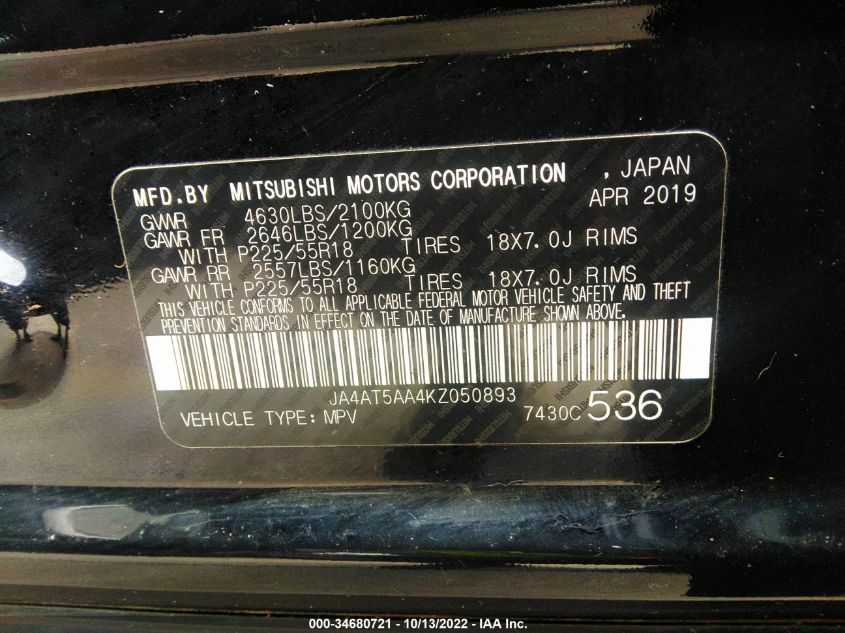 MFD.BY MITSUBISHI MOTORS CORPORATION , JAPAN
GVWR 4630LBS/2100KG APR 2019
GAWR FR 2646LBS/1200KG
WITH P225/55R18 TIRES 18X7.0J RIMS
GAWR RR 2557LBS/1160KG
WITH P225/55R18 TIRES 18X7.0J RIMS
THIS VEHICLE CONFORMS TO ALL APPLICABLE FEDERAL MOTOR VEHICLE SAFETY AND THEFT
PREVENTION STANDARDS IN EFFECT ON THE DATE OF MANUFACTURE SHOWN ABOVE.
JA4AT5AA4KZ050893
VEHICLE TYPE: MPV 7430C 536
000-34680721 - 10/13/2022 - IAA Inc.